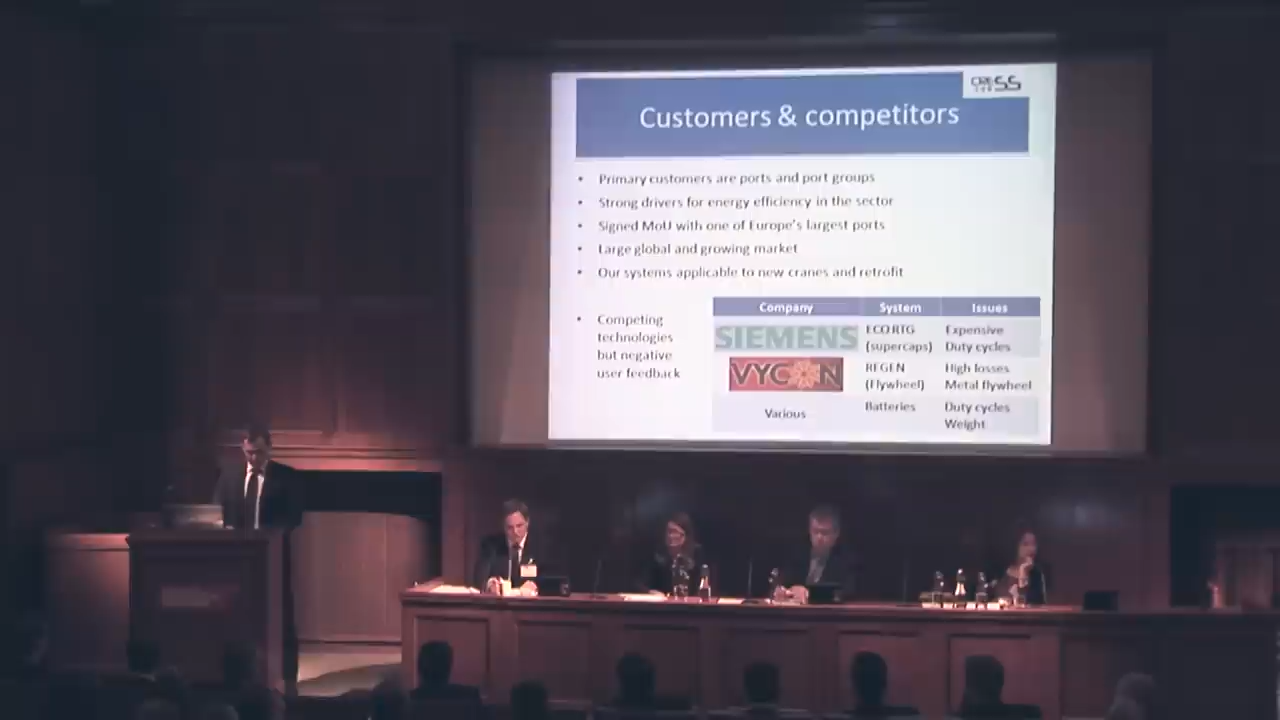 Customers & competitors
• Primary customers are ports and port groups
• Strong drivers for energy efficiency in the sector
• Signed MoU with one of Europe's largest ports
• Large global and growing market
• Our systems applicable to new cranes and retrofit
• Competing
technologies
but negative
user feedback
Company System Issues
SIEMENS ECO RTG Expensive
(supercaps) Duty cycles
VYCON REGEN High losses
(Flywheel) Metal flywheel
Various Batteries Duty cycles
Weight